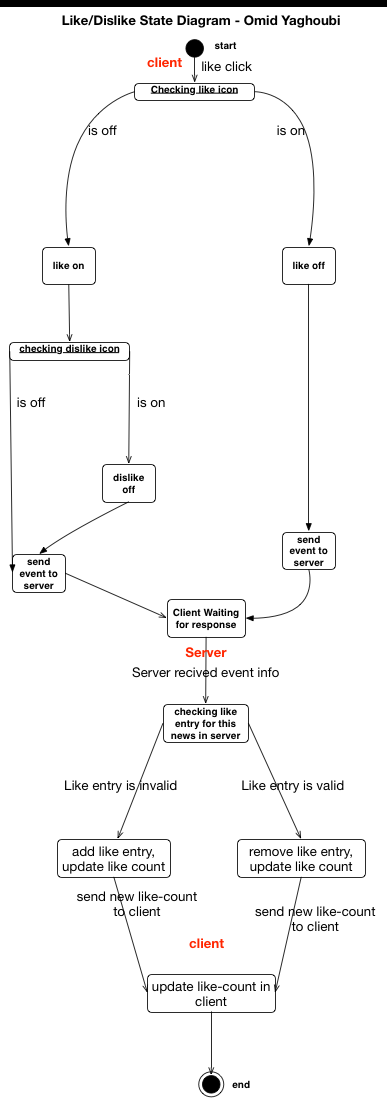 Like/Dislike State Diagram - Omid Yaghoubi
start
client
like click
Checking like icon
is off
is on
like on
like off
checking dislike icon
is off
is on
dislike
off
send
event to
server
send
event to
server
Client Waiting
for response
Server
Server recived event info
checking like
entry for this
news in server
Like entry is invalid
Like entry is valid
add like entry,
update like count
remove like entry,
update like count
send new like-count
to client
send new like-count
to client
client
update like-count in
client
end